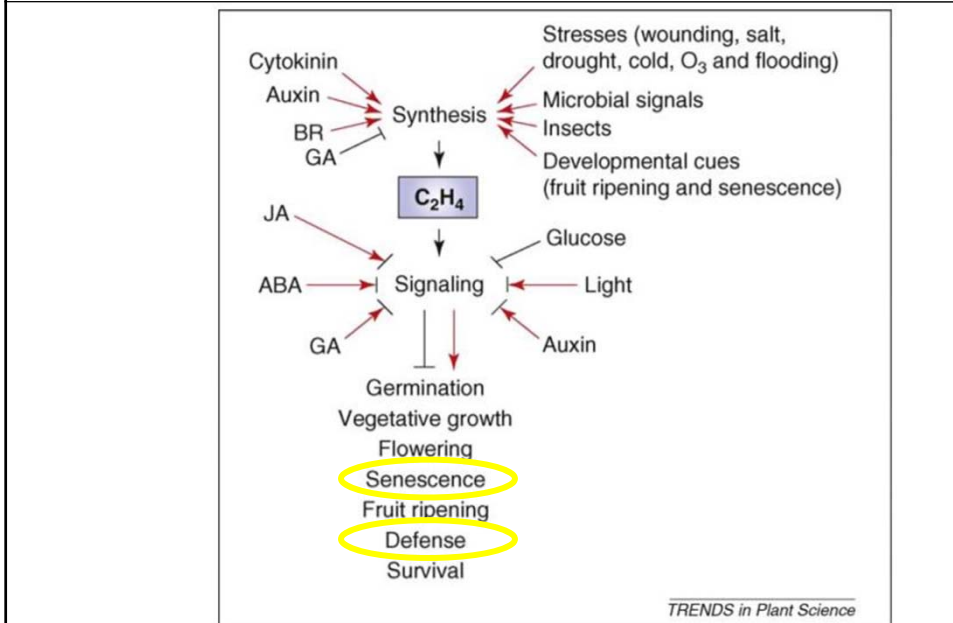 Stresses (wounding, salt,
drought, cold, O₃ and flooding)
Cytokinin
Auxin
BR
GA
Synthesis
Microbial signals
Insects
Developmental cues
(fruit ripening and senescence)
C₂H₄
JA
ABA
GA
Signaling
Glucose
Light
Auxin
Germination
Vegetative growth
Flowering
Senescence
Fruit ripening
Defense
Survival
TRENDS in Plant Science